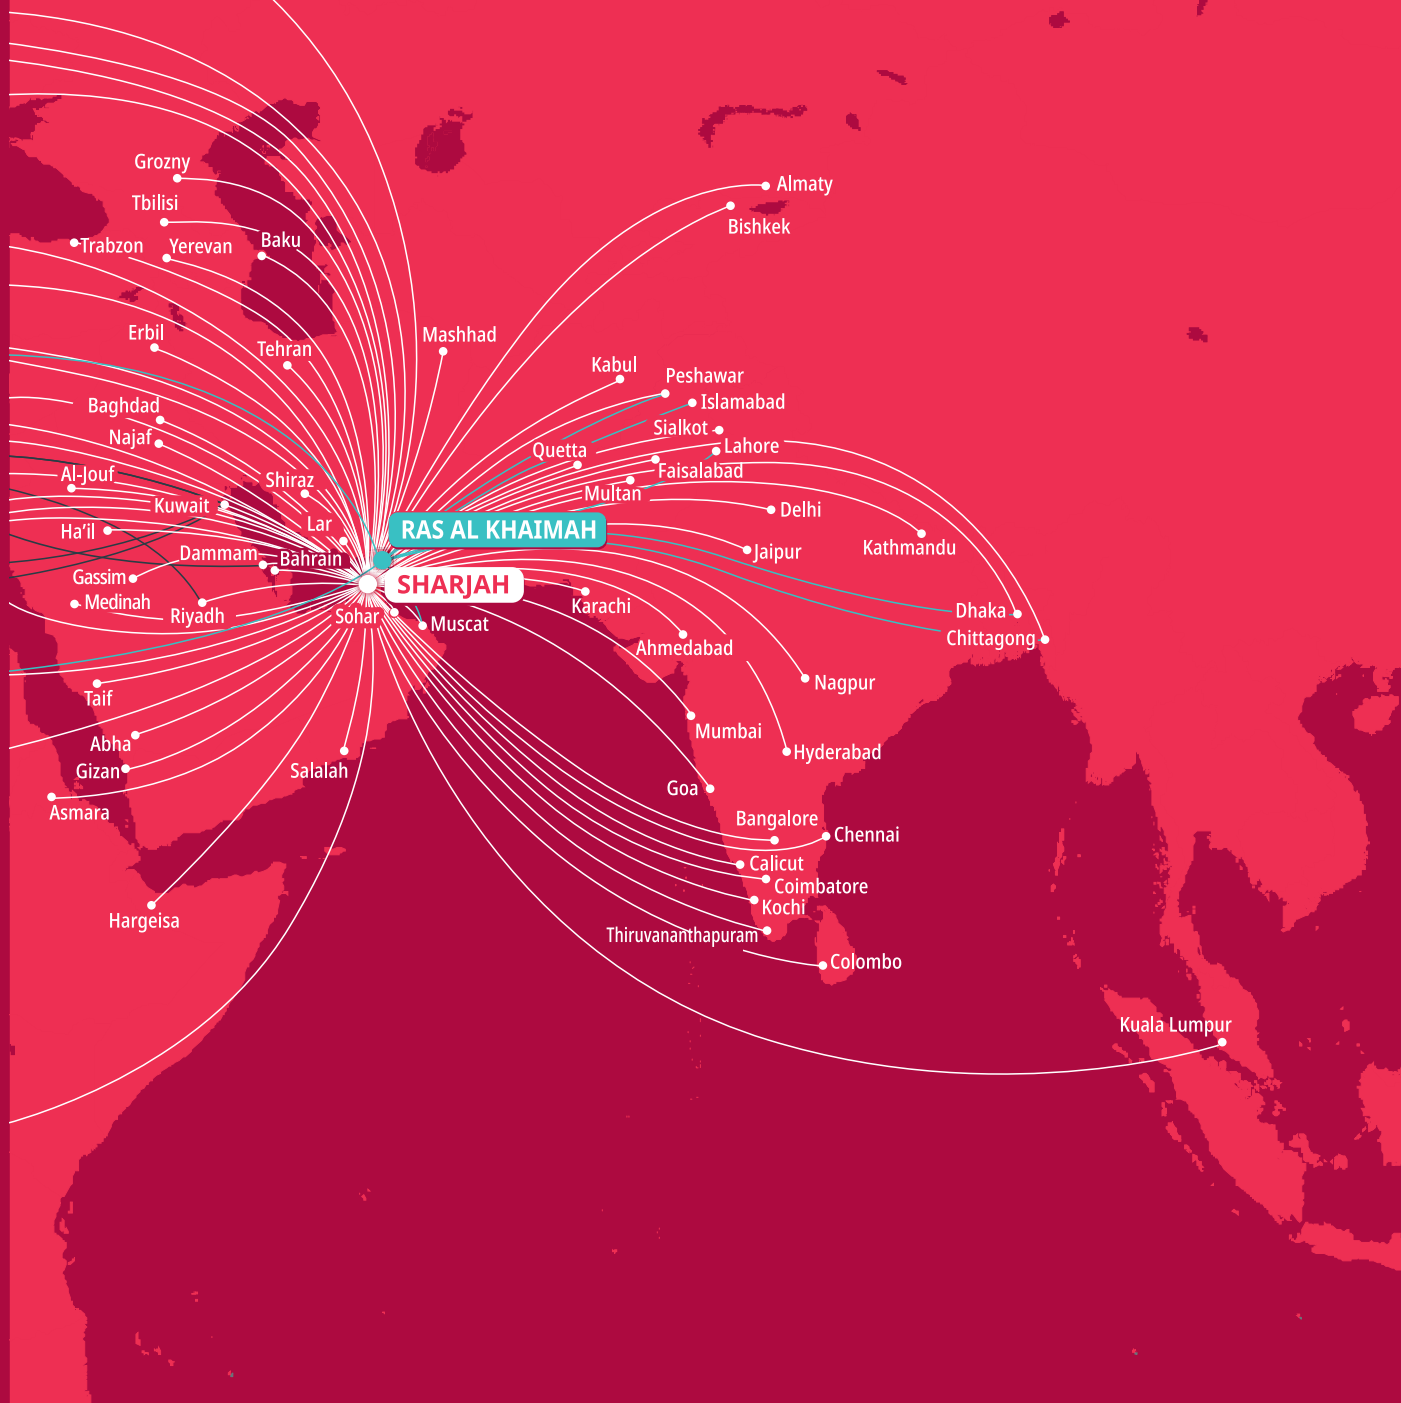 Grozny
Almaty
Tbilisi
Bishkek
Trabzon
Yerevan
Baku
Erbil
Tehran
Mashhad
Kabul
Peshawar
Baghdad
Islamabad
Najaf
Sialkot
Lahore
Quetta
Al-Jouf
Shiraz
Faisalabad
Kuwait
Multan
Delhi
Ha'il
Lar
RAS AL KHAIMAH
Kathmandu
Dammam
Bahrain
Jaipur
Gassim
SHARJAH
Medinah
Riyadh
Sohar
Muscat
Karachi
Dhaka
Chittagong
Ahmedabad
Taif
Nagpur
Abha
Mumbai
Gizan
Salalah
Hyderabad
Goa
Asmara
Bangalore
Chennai
Calicut
Coimbatore
Kochi
Hargeisa
Thiruvananthapuram
Colombo
Kuala Lumpur